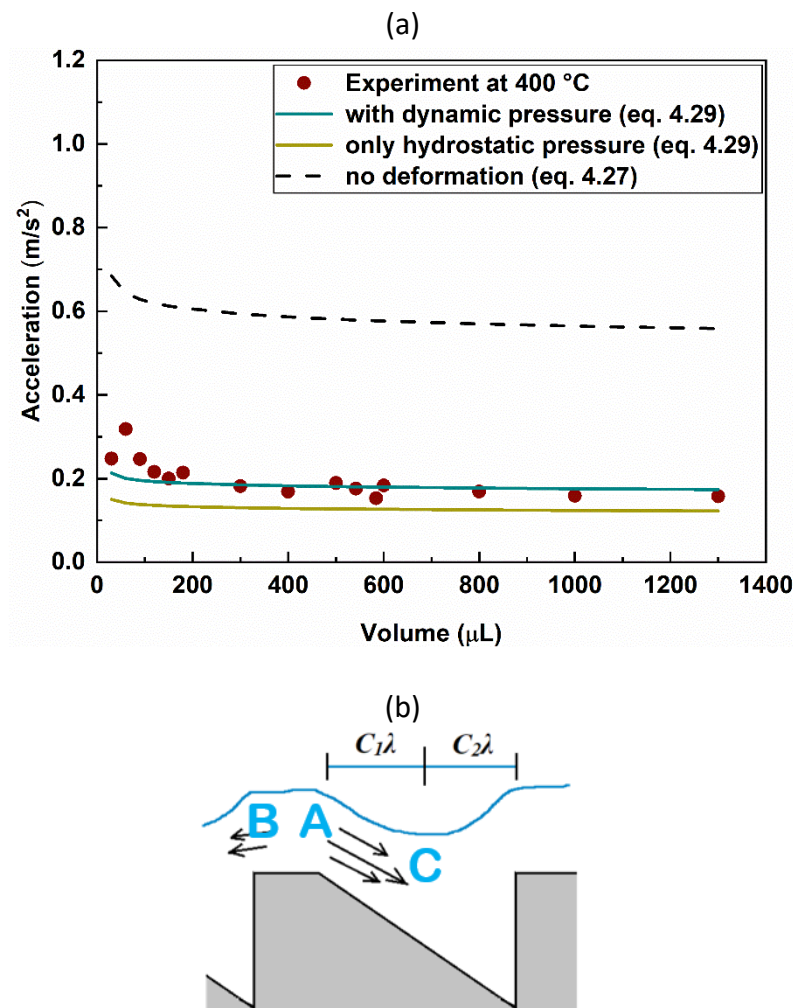 (a)
1.2
1.0
0.8
0.6
0.4
0.2
0.0
Acceleration (m/s²)
Experiment at 400 °C
with dynamic pressure (eq. 4.29)
only hydrostatic pressure (eq. 4.29)
no deformation (eq. 4.27)
0 200 400 600 800 1000 1200 1400
Volume (μL)
(b)
C₁λ C₂λ
B A
C